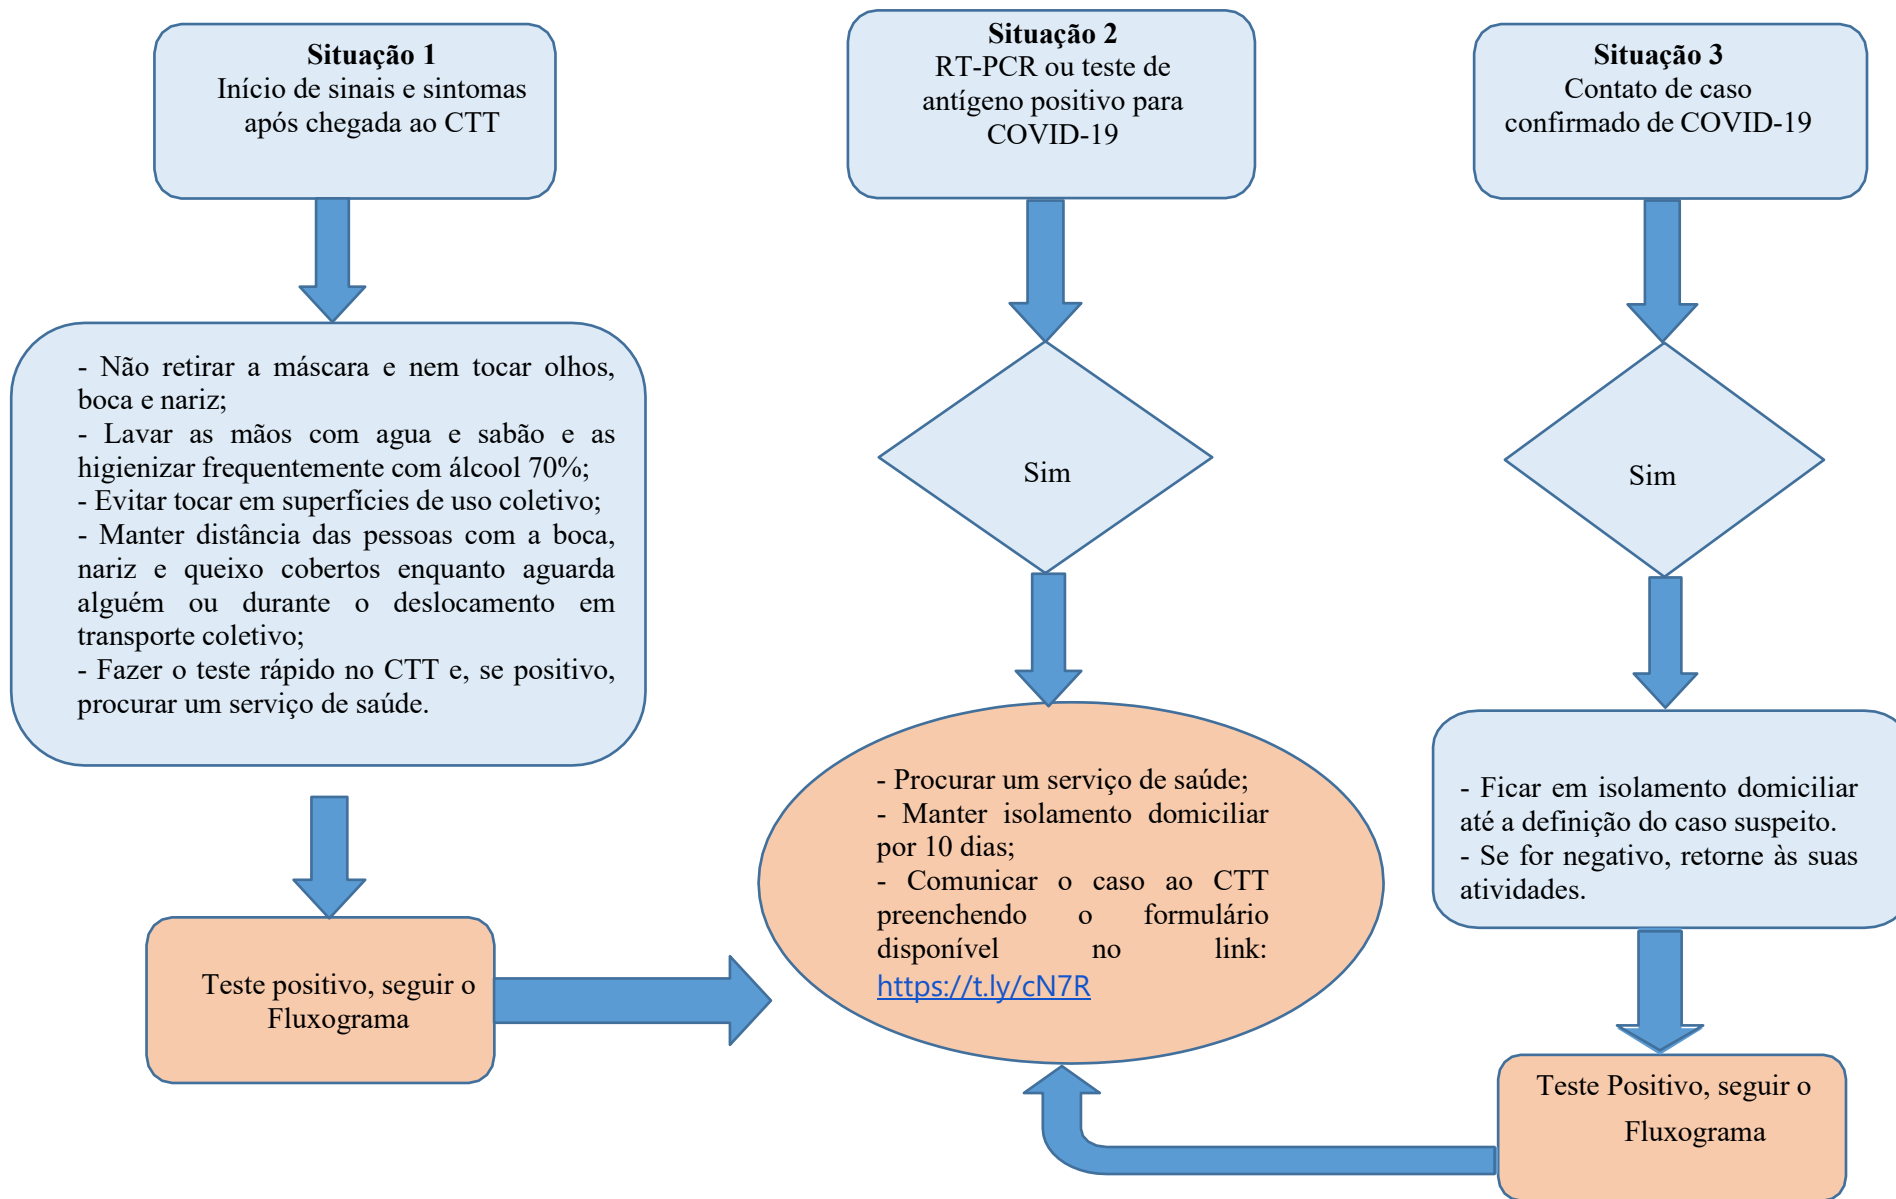 Situação 1
Início de sinais e sintomas
após chegada ao CTT
Situação 2
RT-PCR ou teste de
antígeno positivo para
COVID-19
Situação 3
Contato de caso
confirmado de COVID-19
- Não retirar a máscara e nem tocar olhos,
boca e nariz;
- Lavar as mãos com agua e sabão e as
higienizar frequentemente com álcool 70%;
- Evitar tocar em superfícies de uso coletivo;
- Manter distância das pessoas com a boca,
nariz e queixo cobertos enquanto aguarda
alguém ou durante o deslocamento em
transporte coletivo;
- Fazer o teste rápido no CTT e, se positivo,
procurar um serviço de saúde.
Sim
Sim
- Procurar um serviço de saúde;
- Manter isolamento domiciliar
por 10 dias;
- Comunicar o caso ao CTT
preenchendo o formulário
disponível no link:
https://t.ly/cN7R
- Ficar em isolamento domiciliar
até a definição do caso suspeito.
- Se for negativo, retorne às suas
atividades.
Teste positivo, seguir o
Fluxograma
Teste Positivo, seguir o
Fluxograma